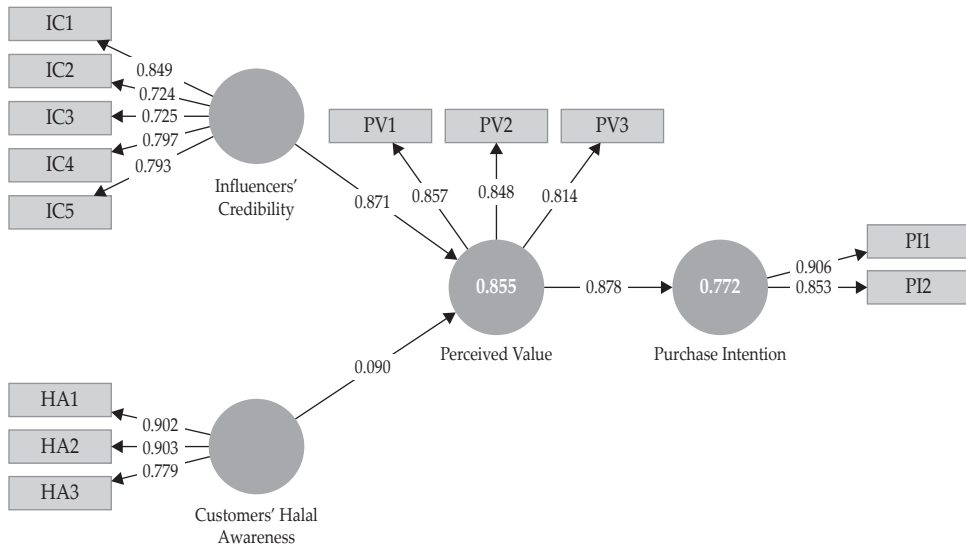 IC1
IC2
IC3
IC4
IC5
0.849
0.724
0.725
0.797
0.793
Influencers’
Credibility
PV1
PV2
PV3
0.857
0.848
0.814
0.871
0.855
Perceived Value
0.878
0.772
Purchase Intention
0.906
0.853
PI1
PI2
0.090
HA1
HA2
HA3
0.902
0.903
0.779
Customers’ Halal
Awareness